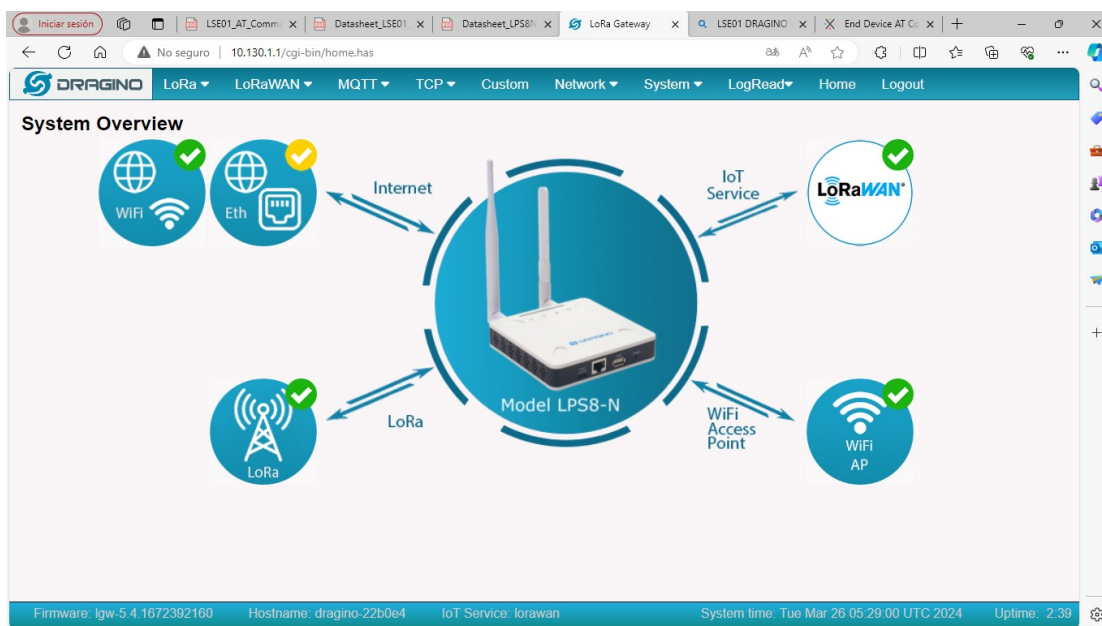 Iniciar sesión
LSE01_AT_Comm
Datasheet_LSE01
Datasheet_LPS8N
LoRa Gateway
LSE01 DRAGINO
End Device AT Co
No seguro
10.130.1.1/cgi-bin/home.has
DRAGINO LoRa LoRaWAN MQTT TCP Custom Network System LogRead Home Logout
System Overview
WiFi
Eth
Internet
IoT
Service
LoRaWAN
Model LPS8-N
LoRa
LoRa
WiFi
Access
Point
WiFi
AP
Firmware: lgw-5.4.1672392160 Hostname: dragino-22b0e4 IoT Service: lorawan System time: Tue Mar 26 05:29:00 UTC 2024 Uptime: 2:39